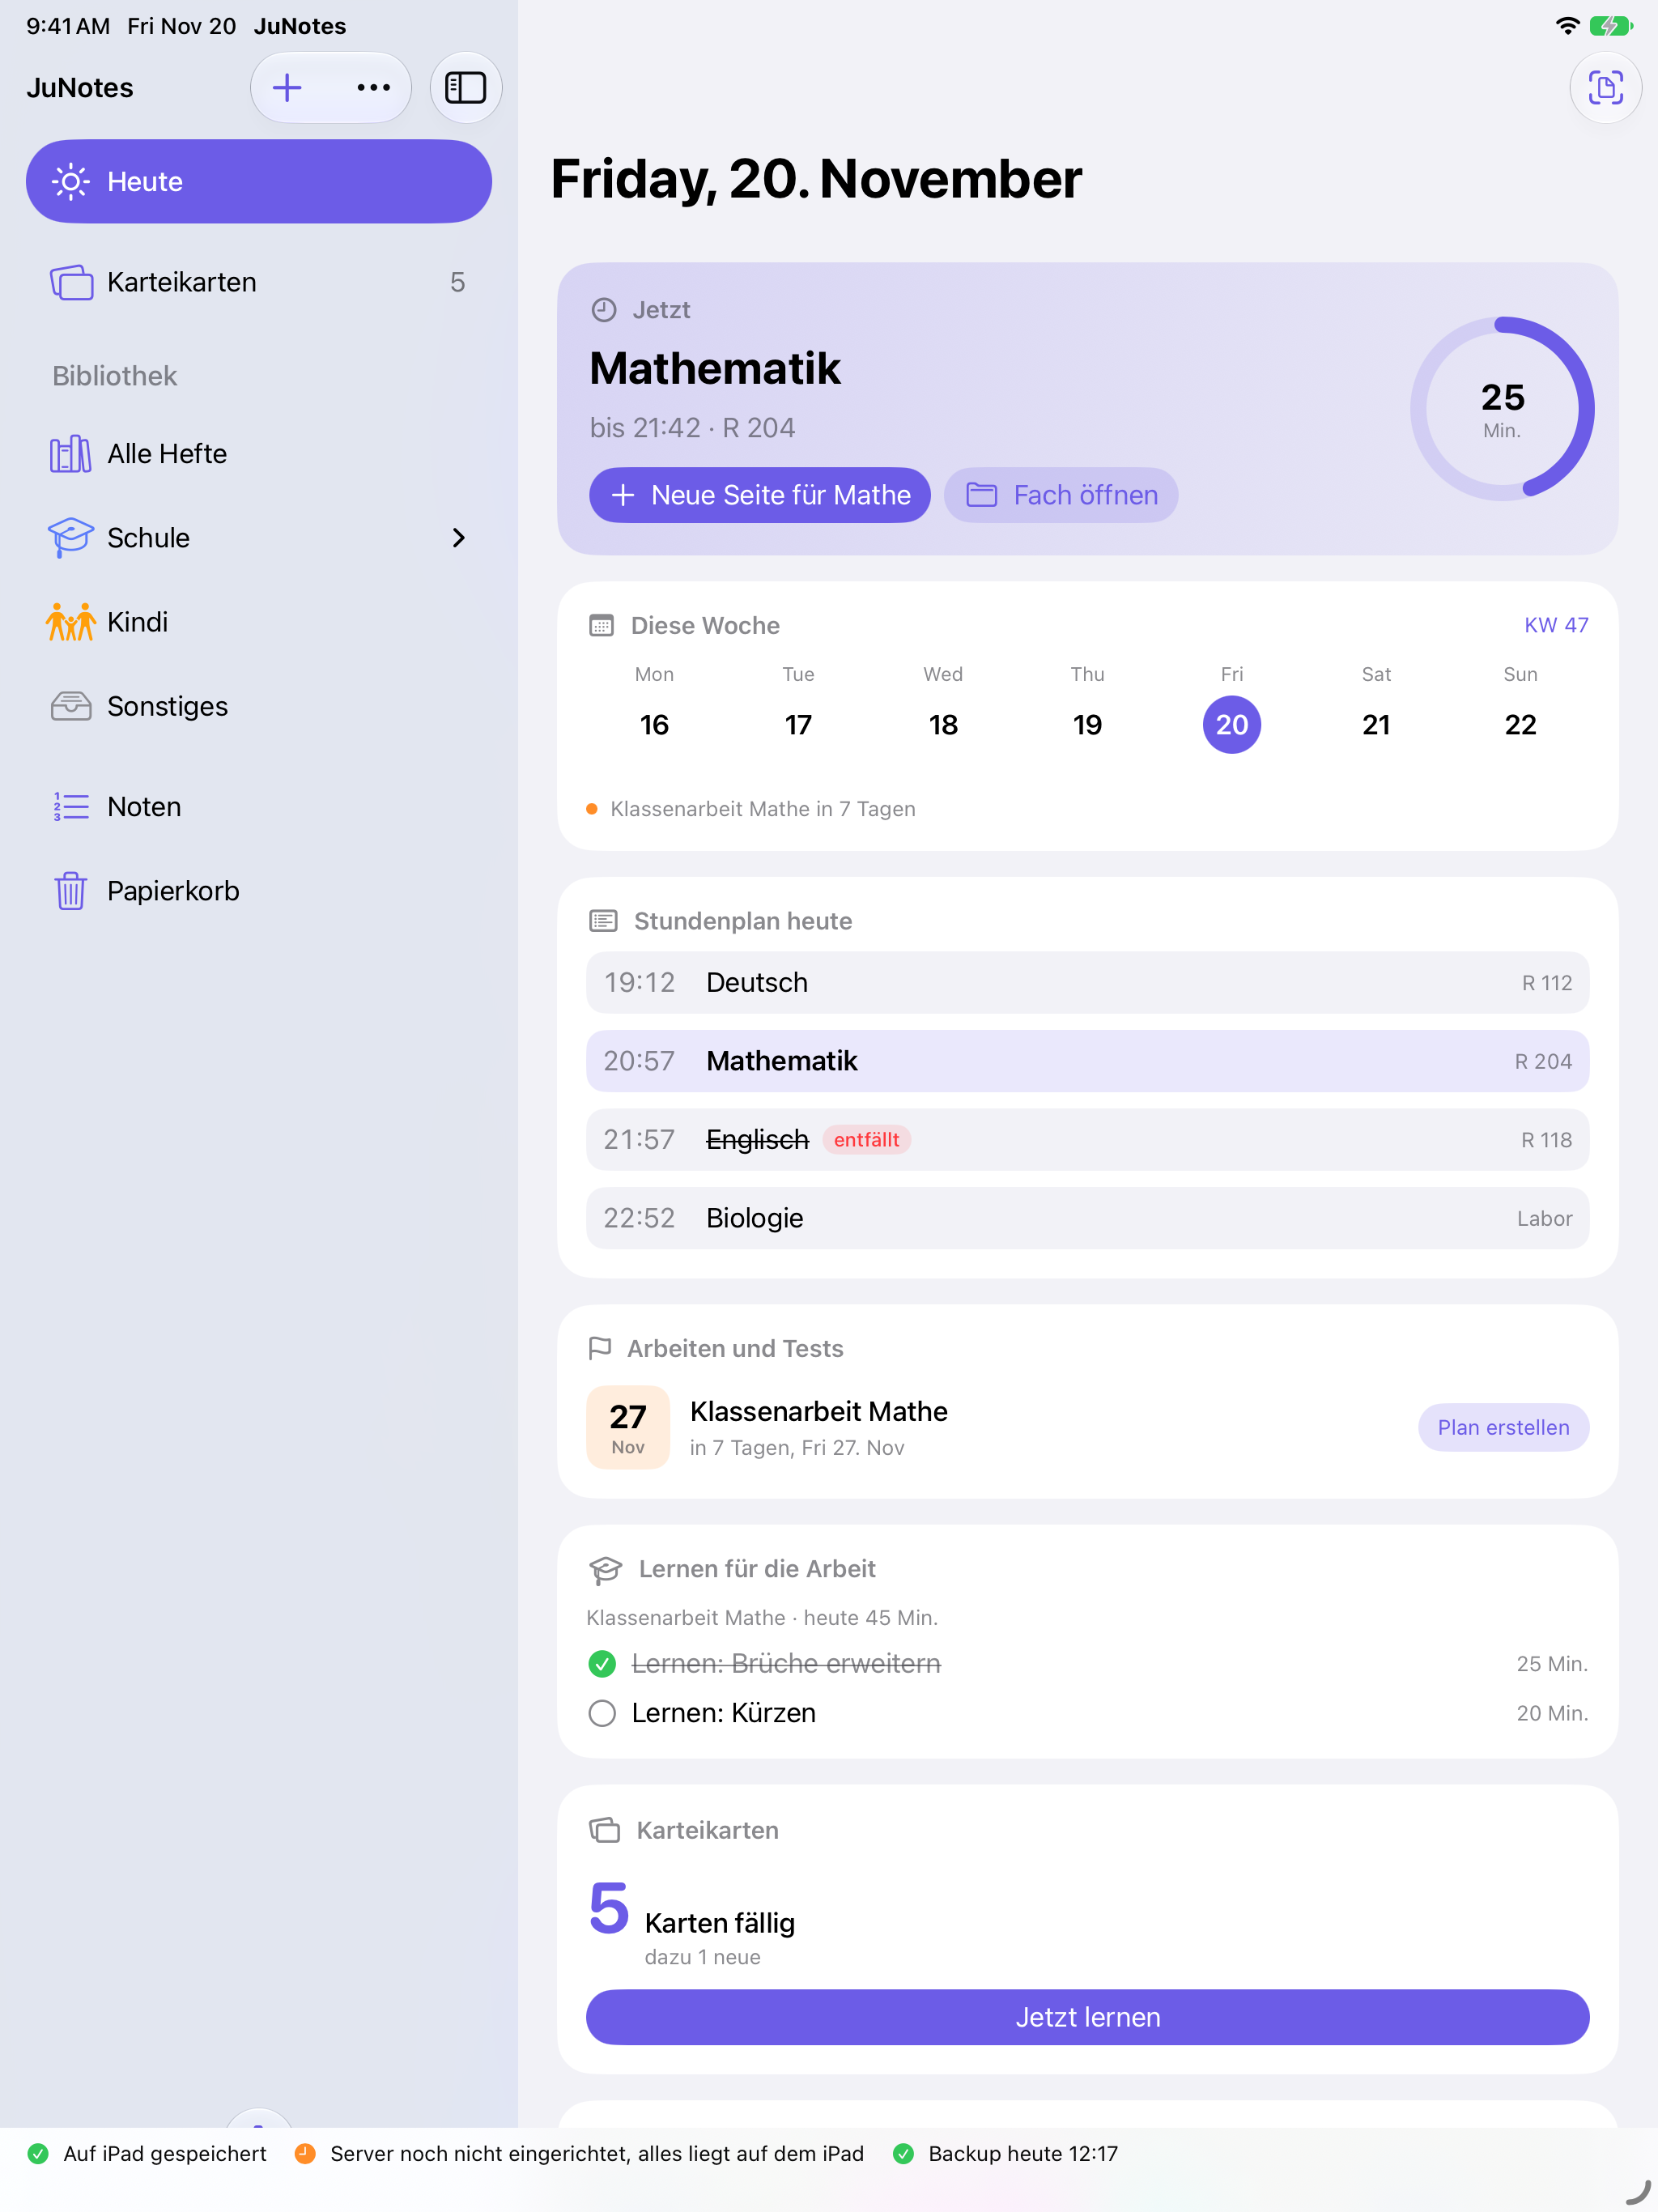 9:41 AM Fri Nov 20 JuNotes
JuNotes
Heute
Karteikarten 5
Bibliothek
Alle Hefte
Schule
Kindi
Sonstiges
Noten
Papierkorb
Friday, 20. November
Jetzt
Mathematik
bis 21:42 · R 204
Neue Seite für Mathe
Fach öffnen
25
Min.
Diese Woche KW 47
Mon Tue Wed Thu Fri Sat Sun
16 17 18 19 20 21 22
Klassenarbeit Mathe in 7 Tagen
Stundenplan heute
19:12 Deutsch R 112
20:57 Mathematik R 204
21:57 Englisch entfällt R 118
22:52 Biologie Labor
Arbeiten und Tests
27
Nov
Klassenarbeit Mathe
in 7 Tagen, Fri 27. Nov
Plan erstellen
Lernen für die Arbeit
Klassenarbeit Mathe · heute 45 Min.
Lernen: Brüche erweitern 25 Min.
Lernen: Kürzen 20 Min.
Karteikarten
5 Karten fällig
dazu 1 neue
Jetzt lernen
Auf iPad gespeichert Server noch nicht eingerichtet, alles liegt auf dem iPad Backup heute 12:17